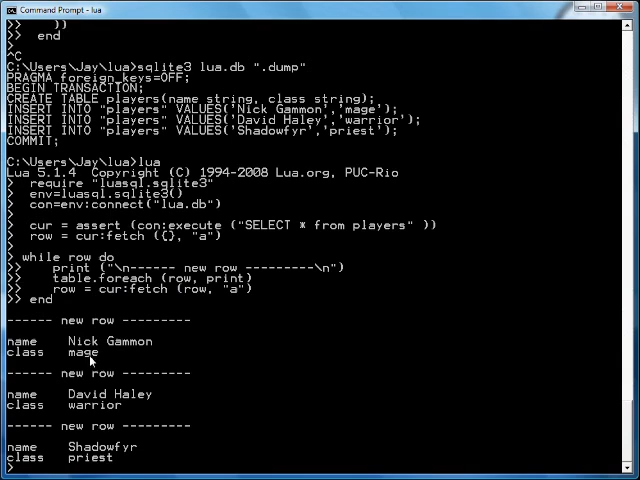 Command Prompt - lua
>>    })
>>  end
>
^C
C:\Users\Jay\lua>sqlite3 lua.db ".dump"
PRAGMA foreign_keys=OFF;
BEGIN TRANSACTION;
CREATE TABLE players(name string, class string);
INSERT INTO "players" VALUES('Nick Gammon','mage');
INSERT INTO "players" VALUES('David Haley','warrior');
INSERT INTO "players" VALUES('Shadowfyr','priest');
COMMIT;
C:\Users\Jay\lua>lua
Lua 5.1.4  Copyright (C) 1994-2008 Lua.org, PUC-Rio
>  require "luasql.sqlite3"
>  env=luasql.sqlite3()
>  con=env:connect("lua.db")
>
>  cur = assert (con:execute ("SELECT * from players" ))
>  row = cur:fetch ({}, "a")
>
> while row do
>>    print ("\n------ new row ---------\n")
>>    table.foreach (row, print)
>>    row = cur:fetch (row, "a")
>> end
------ new row ---------
name    Nick Gammon
class   mage
------ new row ---------
name    David Haley
class   warrior
------ new row ---------
name    Shadowfyr
class   priest
>